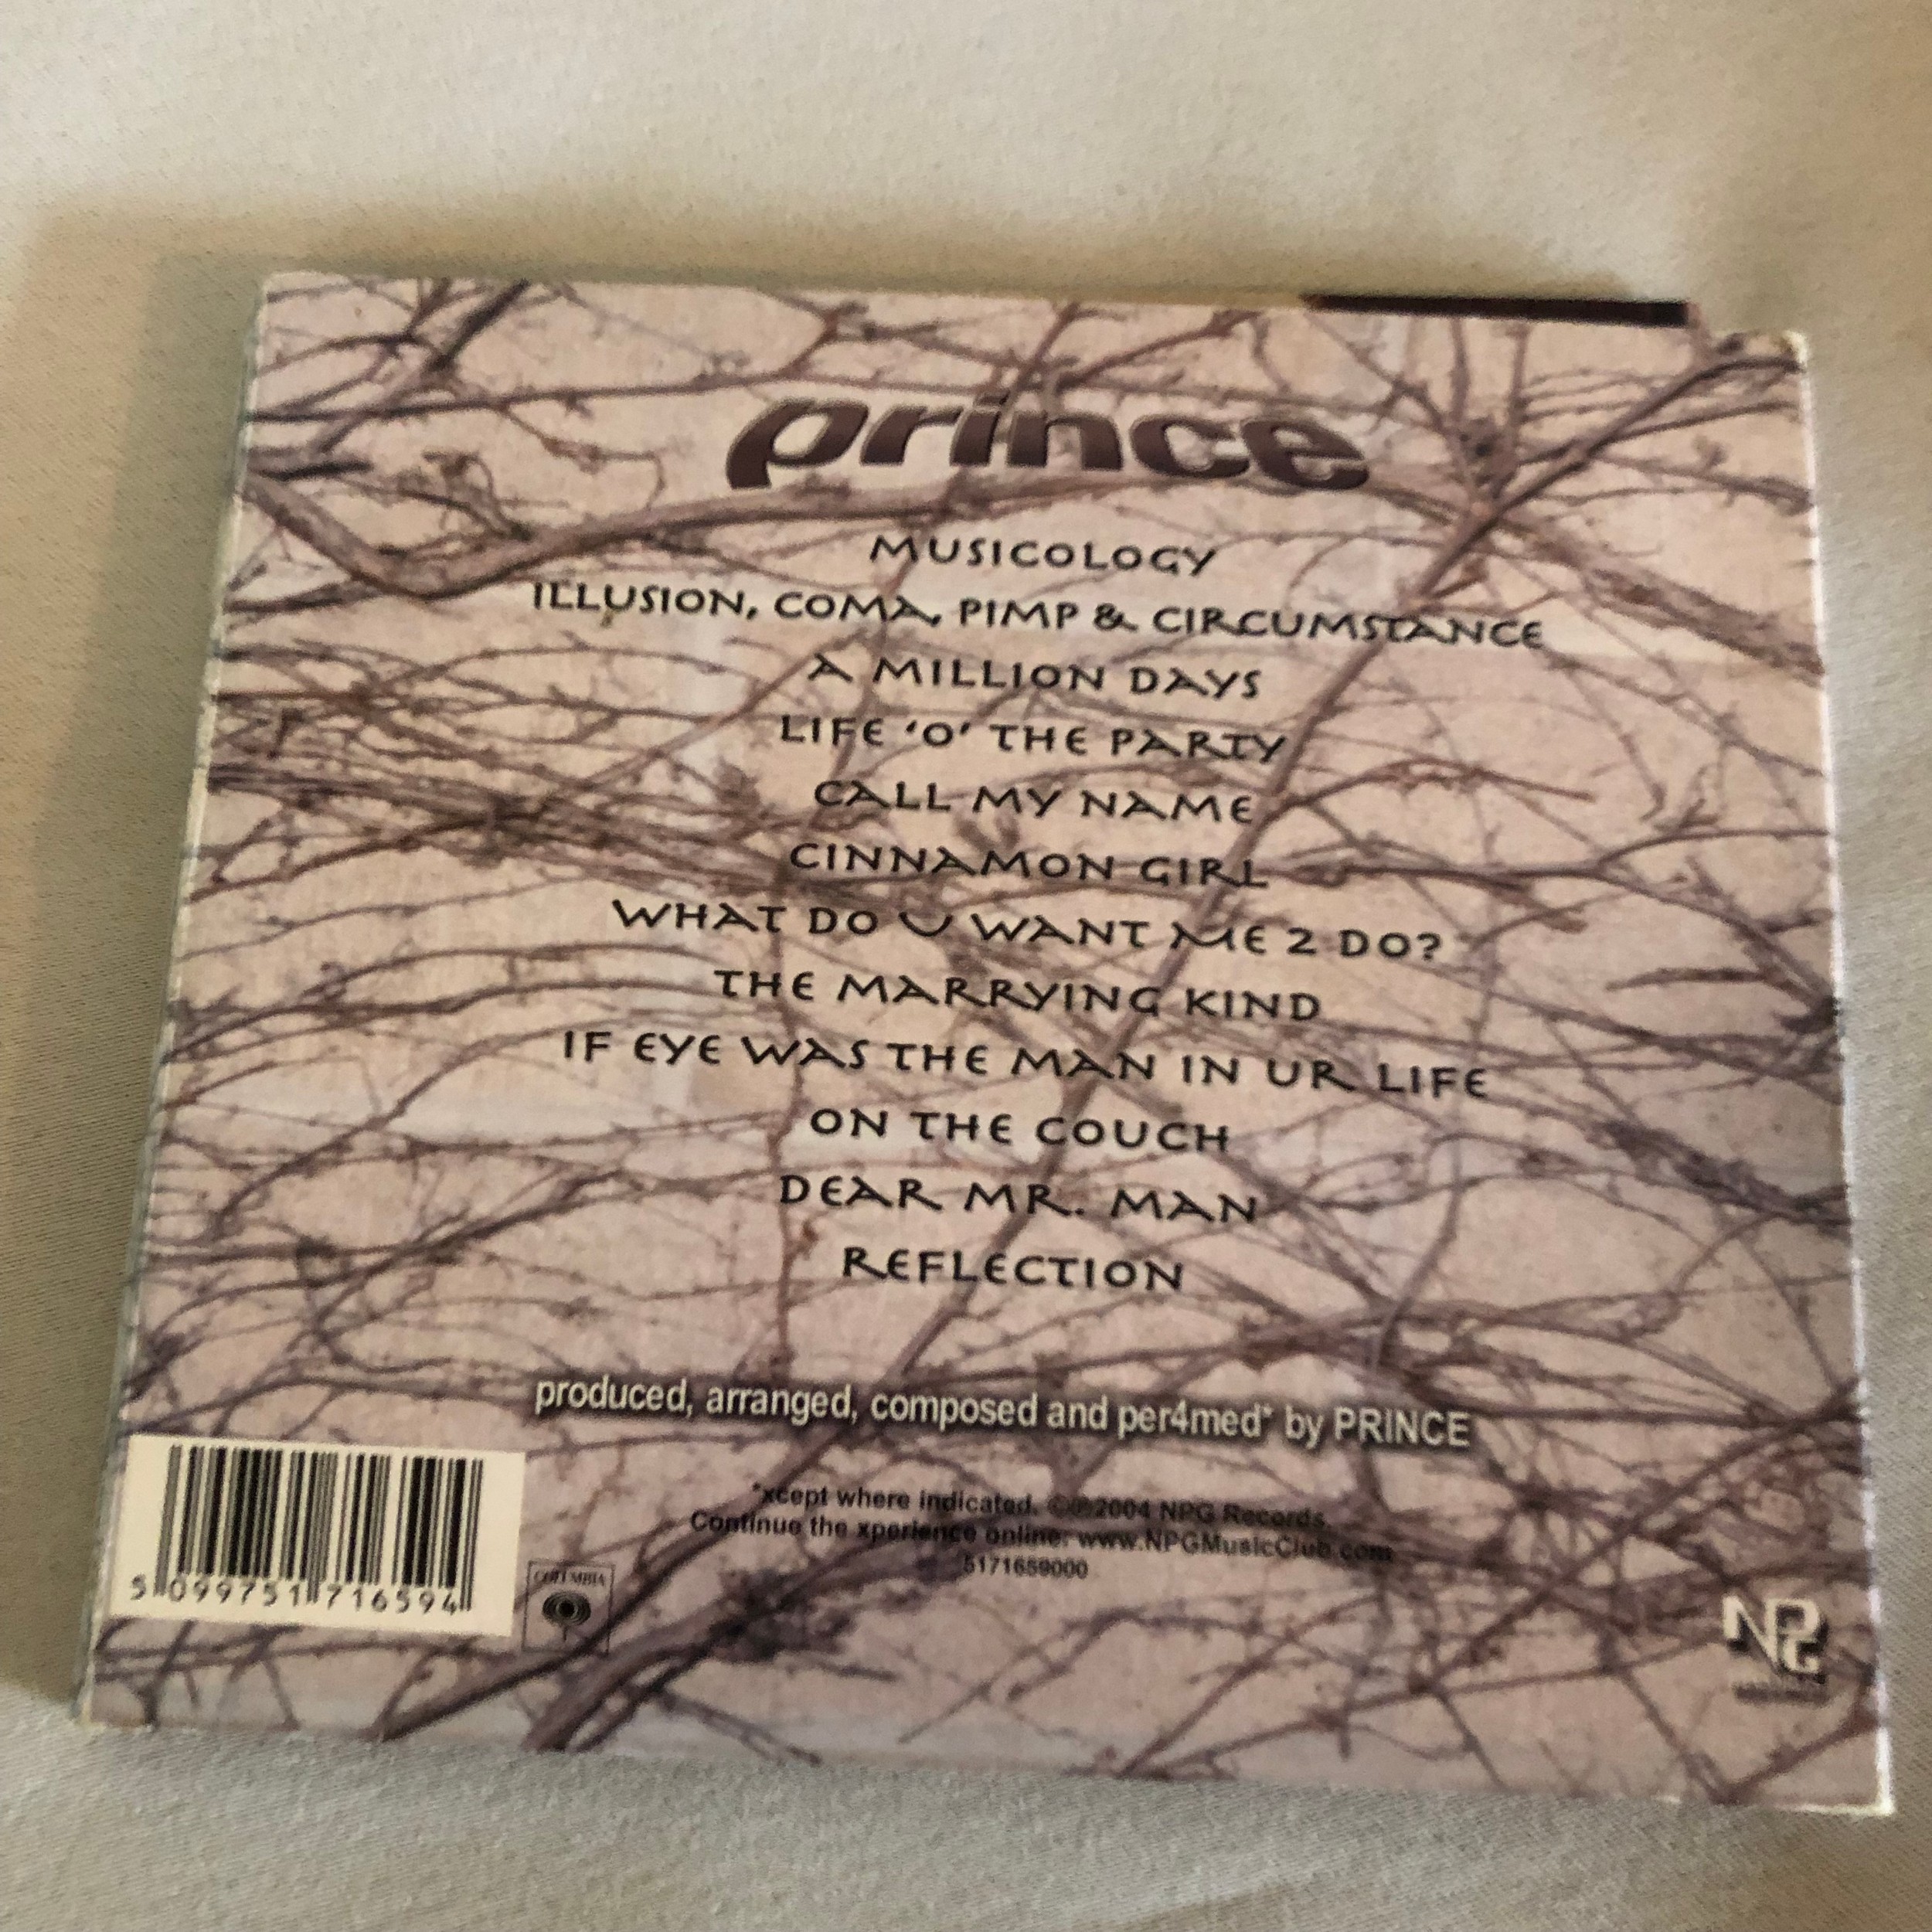 prince
MUSICOLOGY
ILLUSION, COMA, PIMP & CIRCUMSTANCE
A MILLION DAYS
LIFE 'O' THE PARTY
CALL MY NAME
CINNAMON GIRL
WHAT DO U WANT ME 2 DO?
THE MARRYING KIND
IF EYE WAS THE MAN IN UR LIFE
ON THE COUCH
DEAR MR. MAN
REFLECTION
produced, arranged, composed and per4med* by PRINCE
*xcept where indicated. ©℗2004 NPG Records.
Continue the xperience online: www.NPGMusicClub.com
5171659000
5 099751 716594
COLUMBIA
NPG